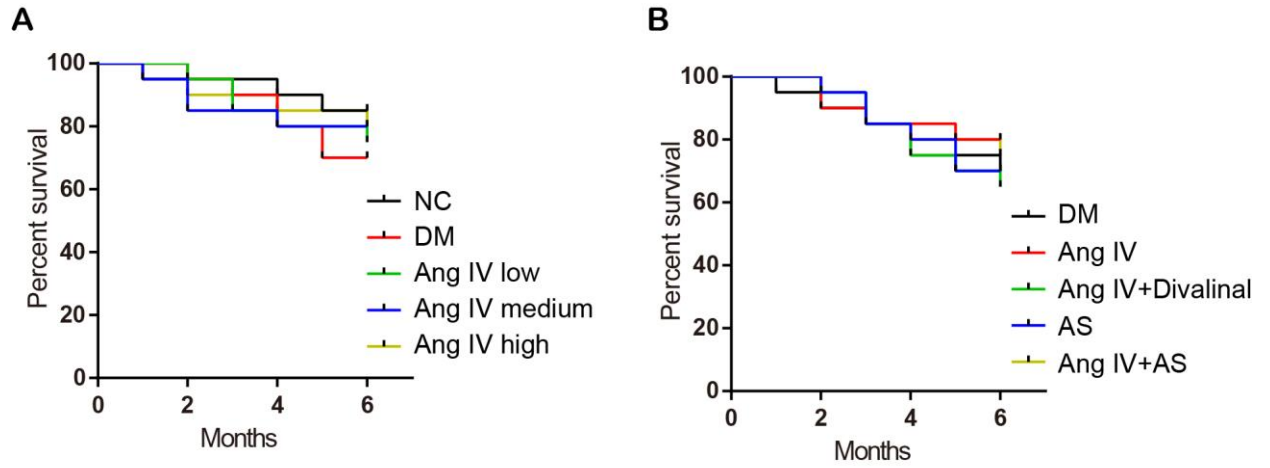 A
Percent survival
100
80
60
40
20
0
0 2 4 6
Months
NC
DM
Ang IV low
Ang IV medium
Ang IV high
B
Percent survival
100
80
60
40
20
0
0 2 4 6
Months
DM
Ang IV
Ang IV+Divalinal
AS
Ang IV+AS